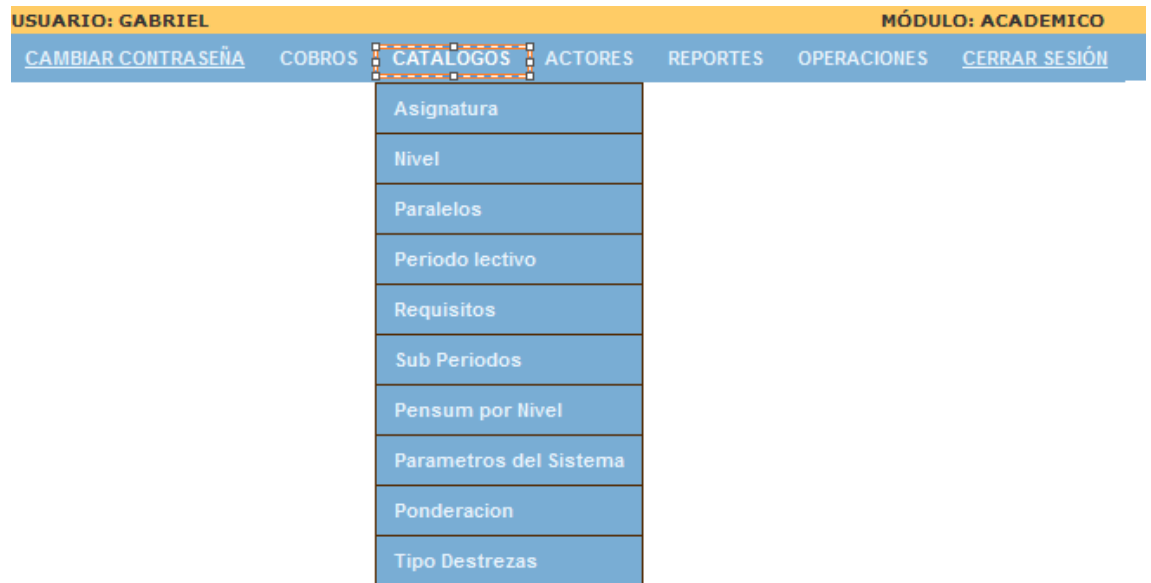 USUARIO: GABRIEL MÓDULO: ACADEMICO
CAMBIAR CONTRASEÑA COBROS CATALOGOS ACTORES REPORTES OPERACIONES CERRAR SESIÓN
Asignatura
Nivel
Paralelos
Periodo lectivo
Requisitos
Sub Periodos
Pensum por Nivel
Parametros del Sistema
Ponderacion
Tipo Destrezas